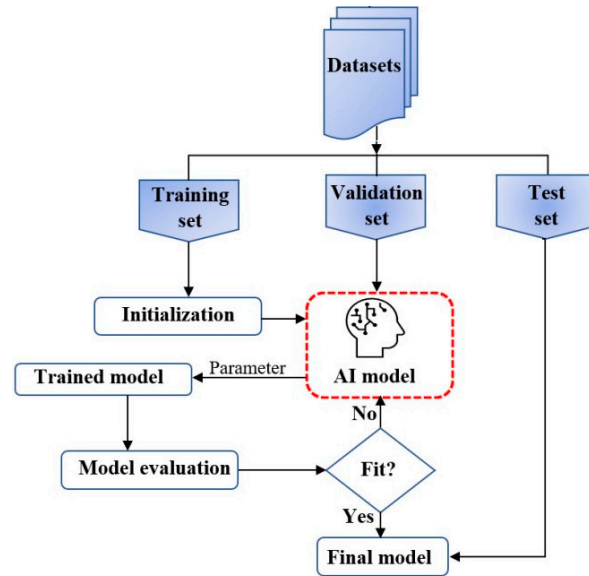 Datasets
Training
set
Validation
set
Test
set
Initialization
AI model
Parameter
Trained model
No
Model evaluation
Fit?
Yes
Final model